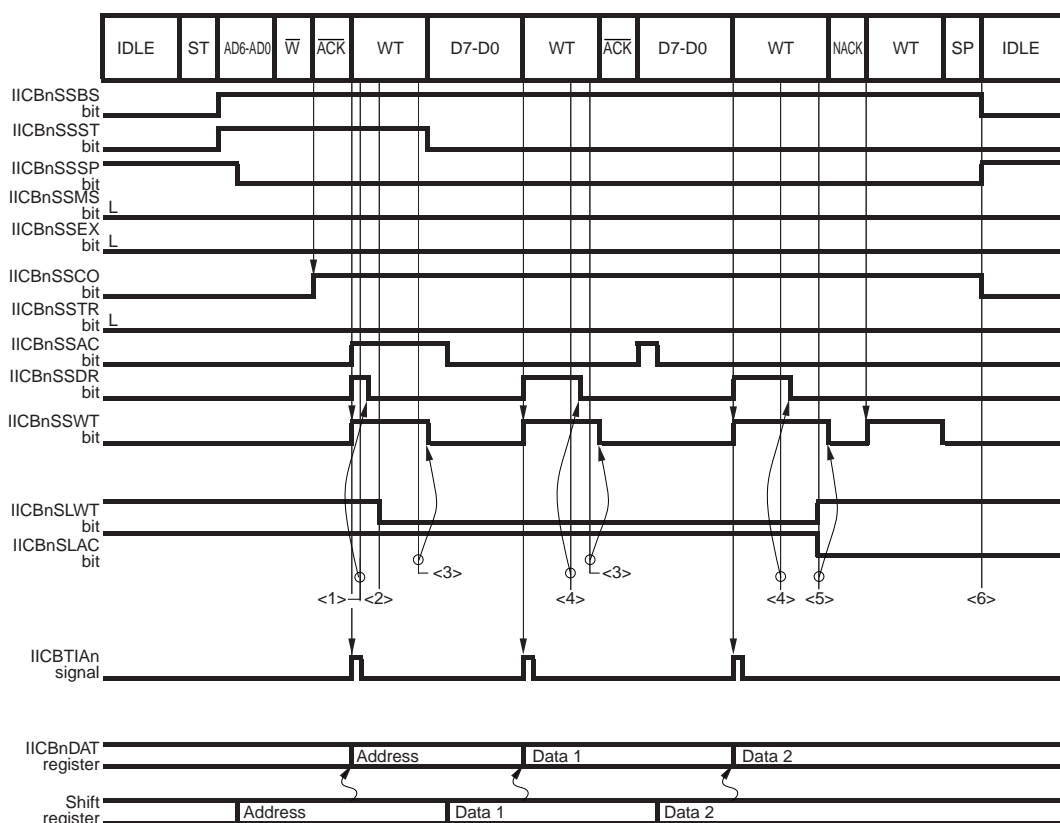 IDLE ST AD6-AD0 W ACK WT D7-D0 WT ACK D7-D0 WT NACK WT SP IDLE
IICBnSSBS
bit
IICBnSSST
bit
IICBnSSSP
bit
IICBnSSMS
bit L
IICBnSSEX
bit L
IICBnSSCO
bit
IICBnSSTR
bit L
IICBnSSAC
bit
IICBnSSDR
bit
IICBnSSWT
bit
IICBnSLWT
bit
IICBnSLAC
bit
<3> <3>
<1> <2> <4> <4> <5> <6>
IICBTIAn
signal
IICBnDAT
register
Address Data 1 Data 2
Shift
register
Address Data 1 Data 2